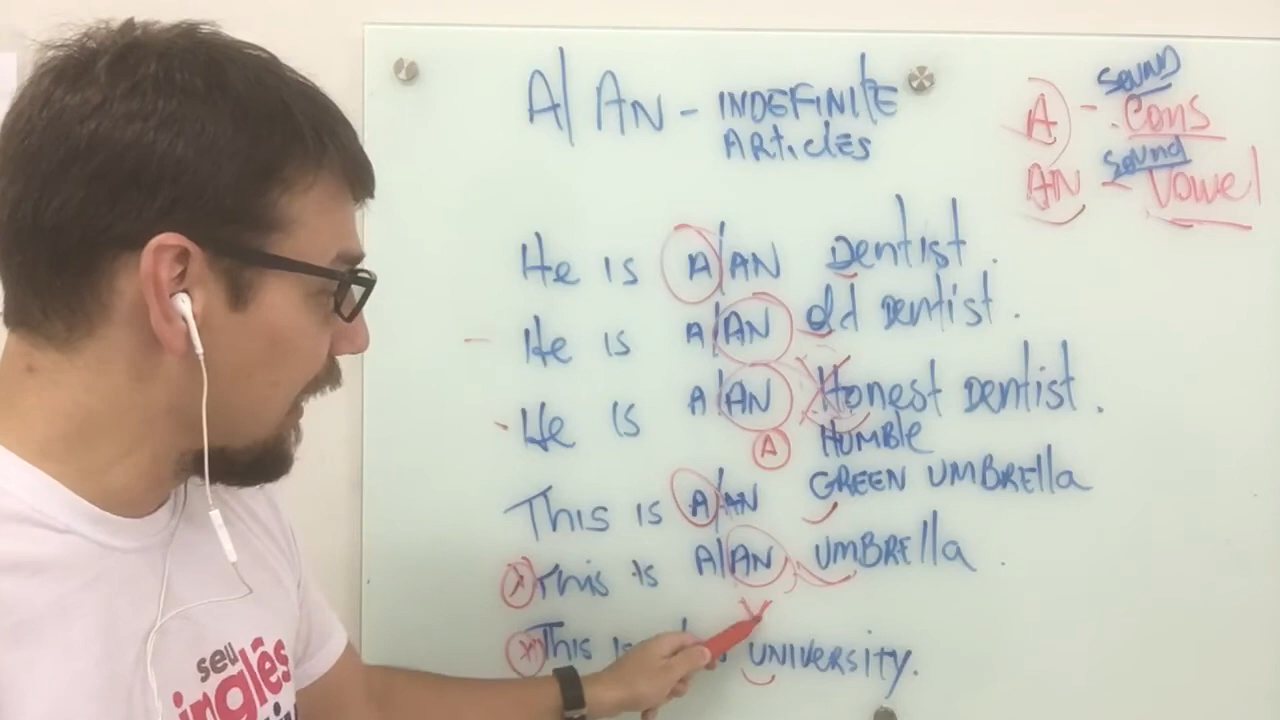 A/AN - INDEFINITE
ARticlES
A - SOUND Cons
AN - SOUND Vowel
He is A/AN Dentist.
He is A/AN old dentist.
He is A/AN Honest Dentist.
A HUMBlE
This is A/AN GREEN UMBRElla
This is A/AN UMBRElla.
This is UNIVERSITY.
seu
inglês